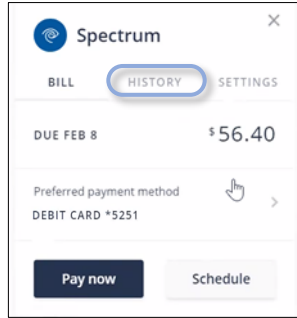 Spectrum
BILL HISTORY SETTINGS
DUE FEB 8 $56.40
Preferred payment method
DEBIT CARD *5251
Pay now Schedule